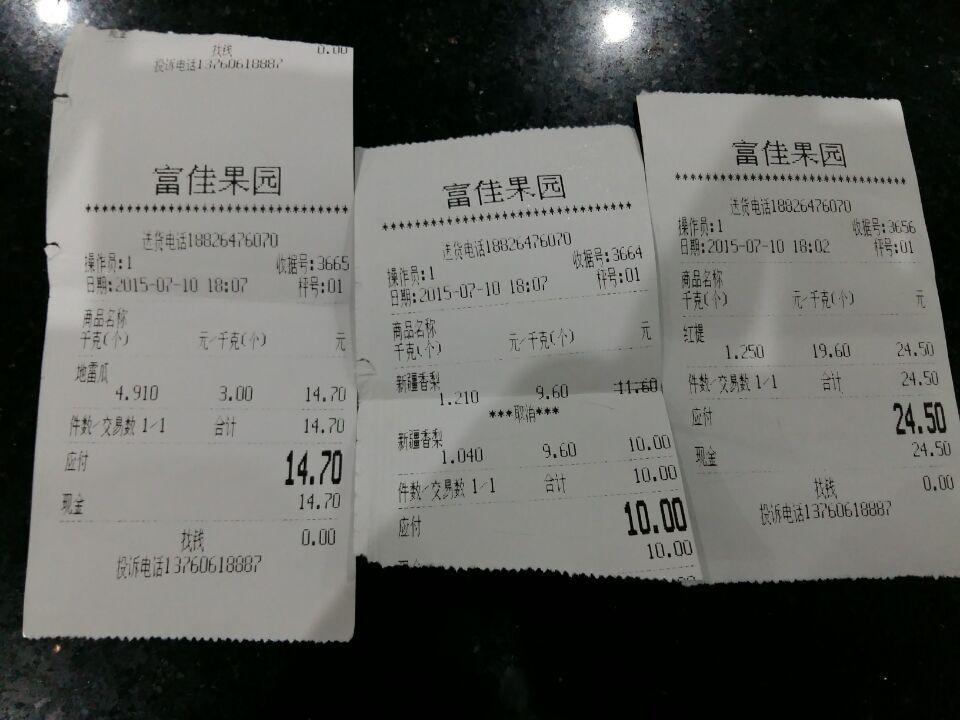 找钱 0.00
投诉电话13760618887
富佳果园
送货电话18826476070
操作员:1 收据号:3665
日期:2015-07-10 18:07 秤号:01
商品名称
千克(个) 元/千克(个) 元
地雷瓜
4.910 3.00 14.70
件数/交易数 1/1 合计 14.70
应付 14.70
现金 14.70
找钱 0.00
投诉电话13760618887
富佳果园
送货电话18826476070
操作员:1 收据号:3664
日期:2015-07-10 18:07 秤号:01
商品名称
千克(个) 元/千克(个) 元
新疆香梨
1.210 9.60 11.60
***取消***
新疆香梨
1.040 9.60 10.00
件数/交易数 1/1 合计 10.00
应付 10.00
10.00
富佳果园
送货电话18826476070
操作员:1 收据号:3656
日期:2015-07-10 18:02 秤号:01
商品名称
千克(个) 元/千克(个) 元
红提
1.250 19.60 24.50
件数/交易数 1/1 合计 24.50
应付 24.50
现金 24.50
找钱 0.00
投诉电话13760618887